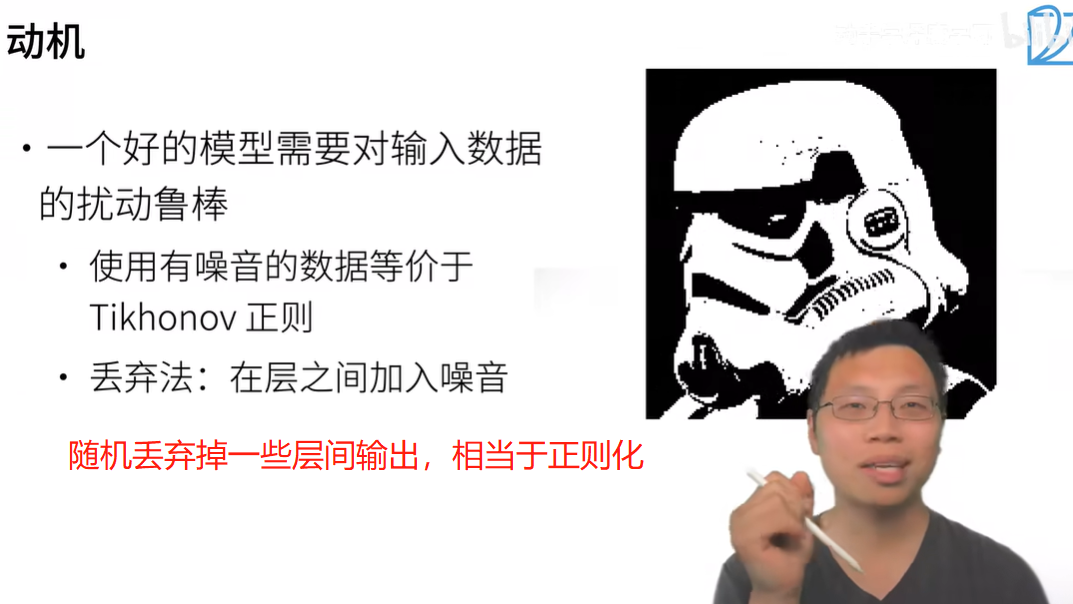 动机
• 一个好的模型需要对输入数据
的扰动鲁棒
• 使用有噪音的数据等价于
Tikhonov 正则
• 丢弃法：在层之间加入噪音
随机丢弃掉一些层间输出，相当于正则化